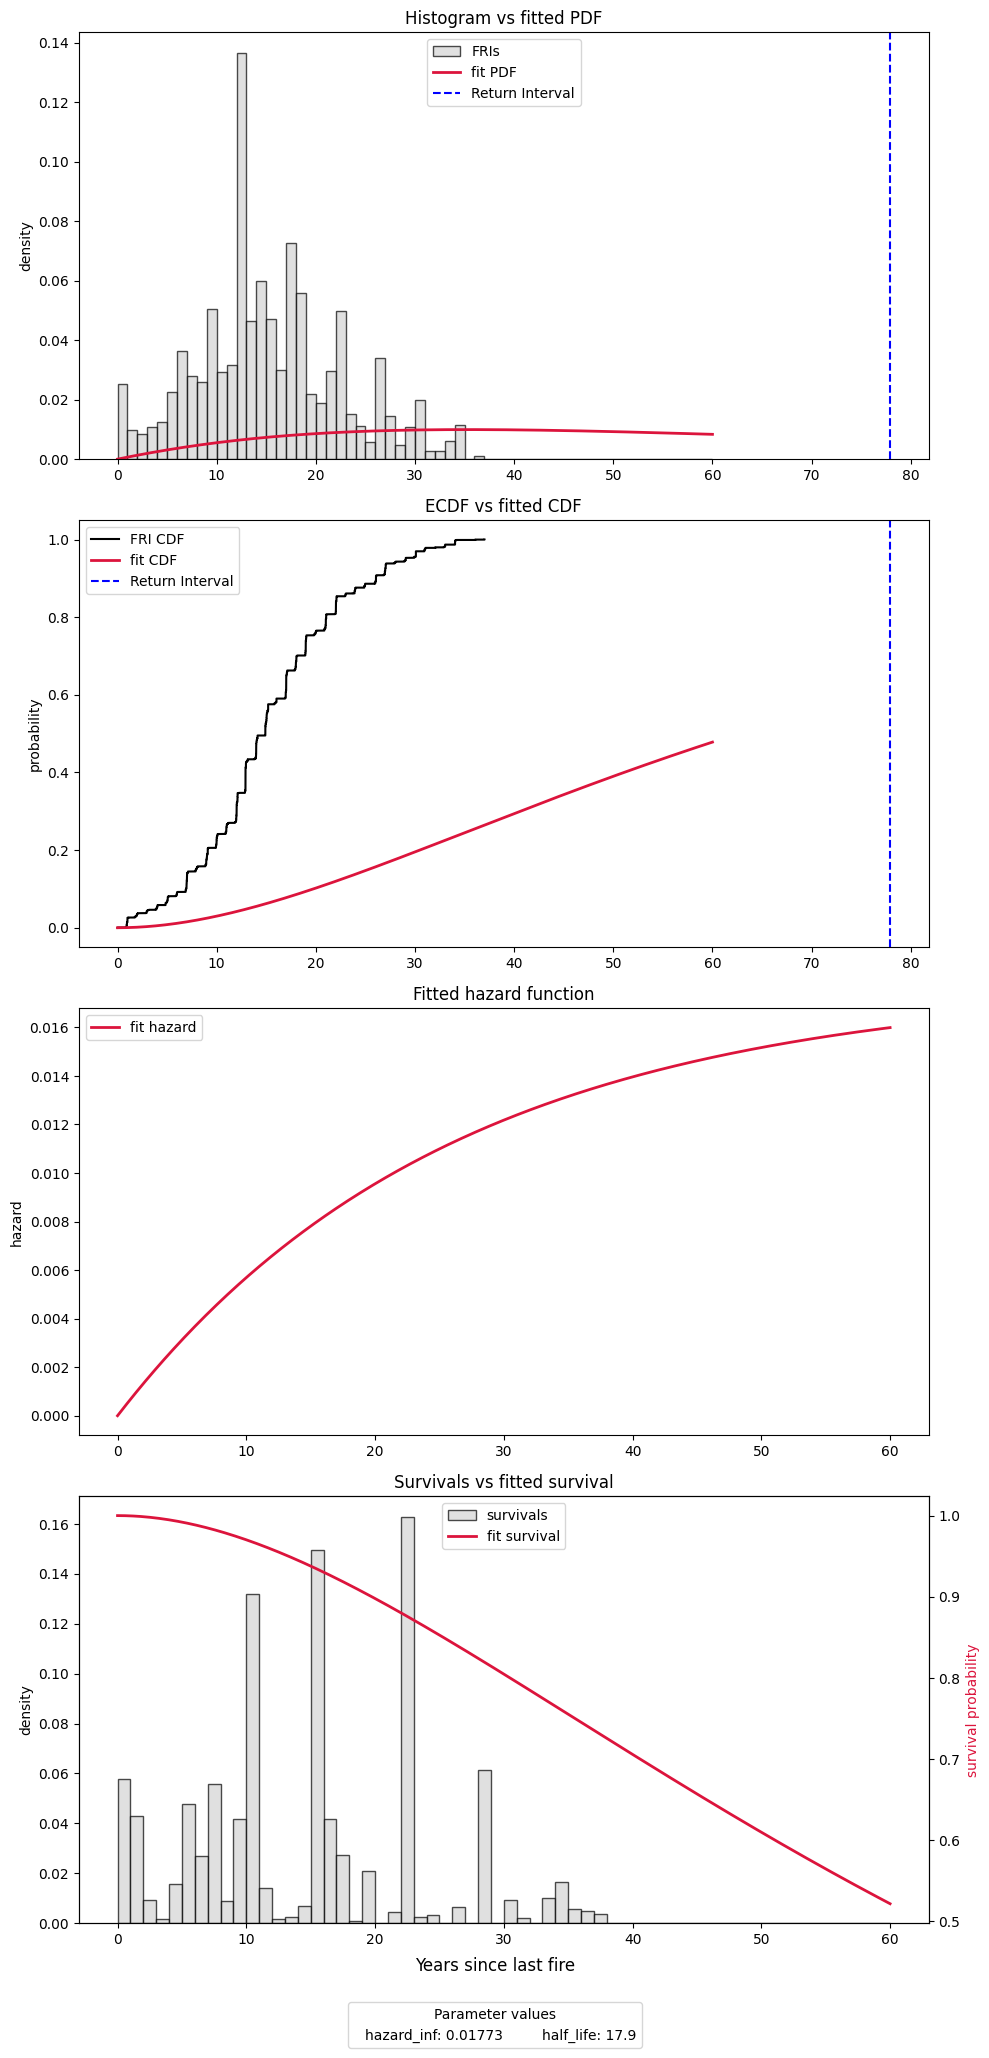 Histogram vs fitted PDF
0.14
0.12
0.10
0.08
0.06
0.04
0.02
0.00
density
FRIs
fit PDF
Return Interval
0 10 20 30 40 50 60 70 80
ECDF vs fitted CDF
1.0
0.8
0.6
0.4
0.2
0.0
probability
FRI CDF
fit CDF
Return Interval
0 10 20 30 40 50 60 70 80
Fitted hazard function
0.016
0.014
0.012
0.010
0.008
0.006
0.004
0.002
0.000
hazard
fit hazard
0 10 20 30 40 50 60
Survivals vs fitted survival
0.16
0.14
0.12
0.10
0.08
0.06
0.04
0.02
0.00
density
survivals
fit survival
1.0
0.9
0.8
0.7
0.6
0.5
survival probability
0 10 20 30 40 50 60
Years since last fire
Parameter values
hazard_inf: 0.01773 half_life: 17.9